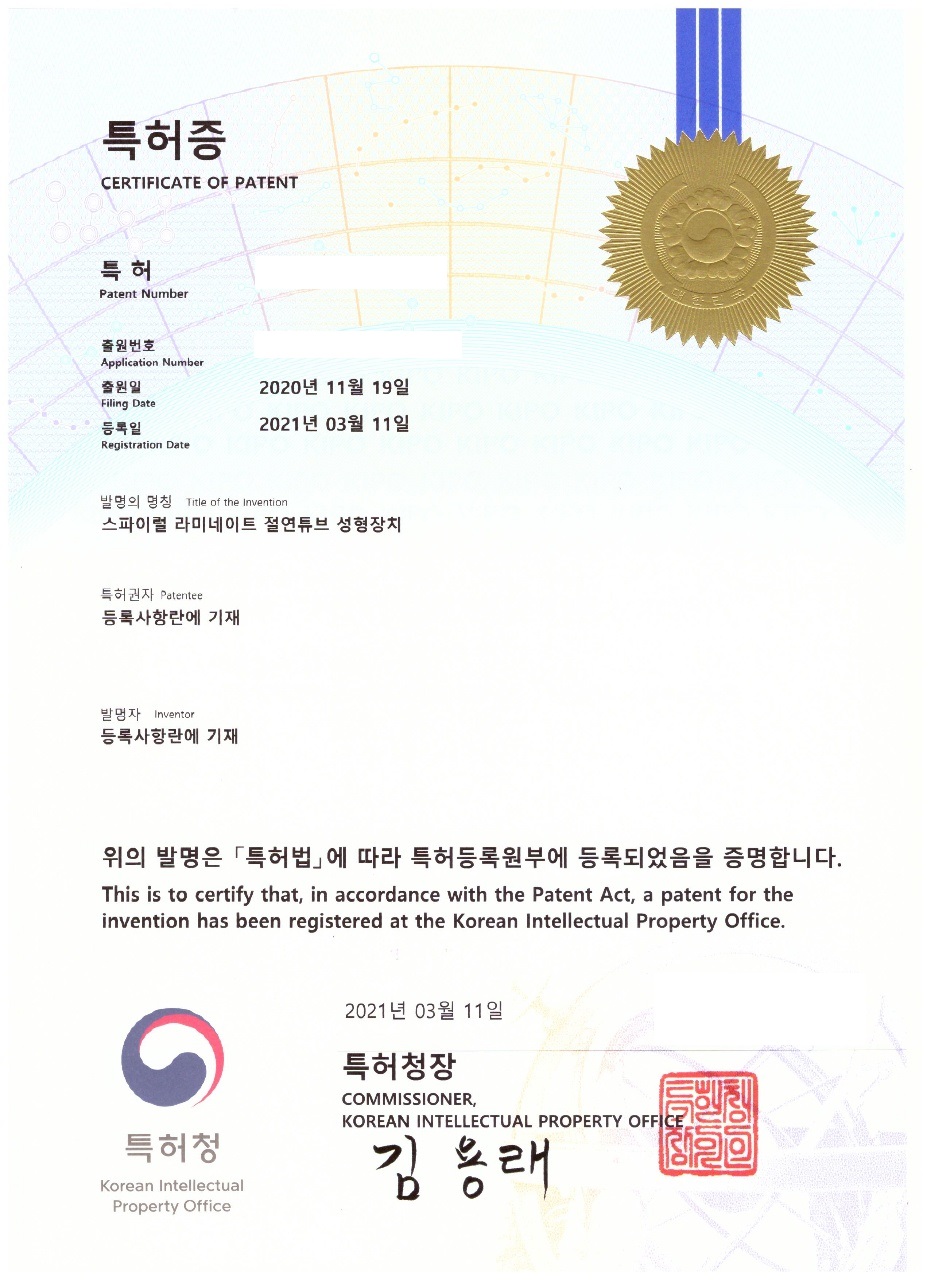 특허증
CERTIFICATE OF PATENT
특 허
Patent Number
출원번호
Application Number
출원일 2020년 11월 19일
Filing Date
등록일 2021년 03월 11일
Registration Date
발명의 명칭 Title of the Invention
스파이럴 라미네이트 절연튜브 성형장치
특허권자 Patentee
등록사항란에 기재
발명자 Inventor
등록사항란에 기재
위의 발명은 「특허법」에 따라 특허등록원부에 등록되었음을 증명합니다.
This is to certify that, in accordance with the Patent Act, a patent for the
invention has been registered at the Korean Intellectual Property Office.
2021년 03월 11일
특허청장
COMMISSIONER,
KOREAN INTELLECTUAL PROPERTY OFFICE
김용래
특허청
Korean Intellectual
Property Office